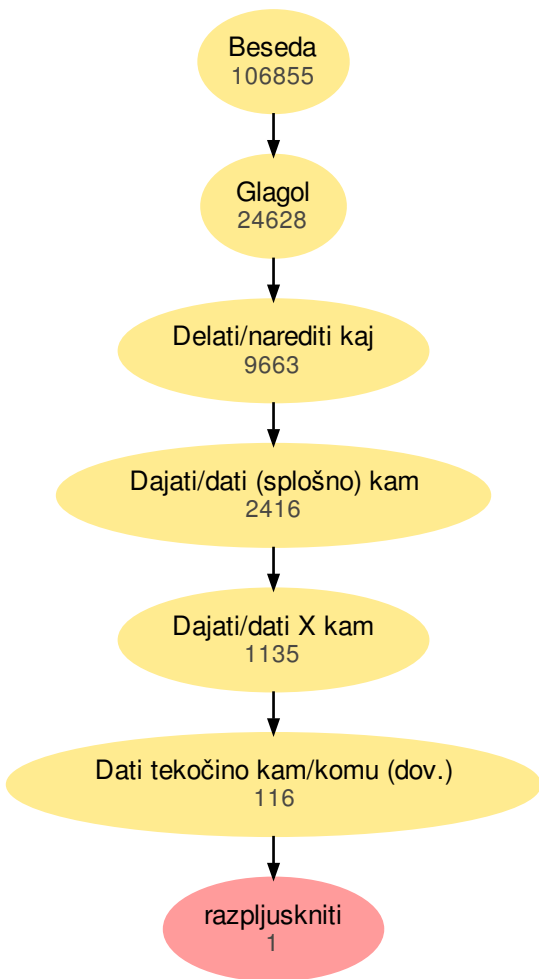 Beseda
106855
Glagol
24628
Delati/narediti kaj
9663
Dajati/dati (splošno) kam
2416
Dajati/dati X kam
1135
Dati tekočino kam/komu (dov.)
116
razpljuskniti
1